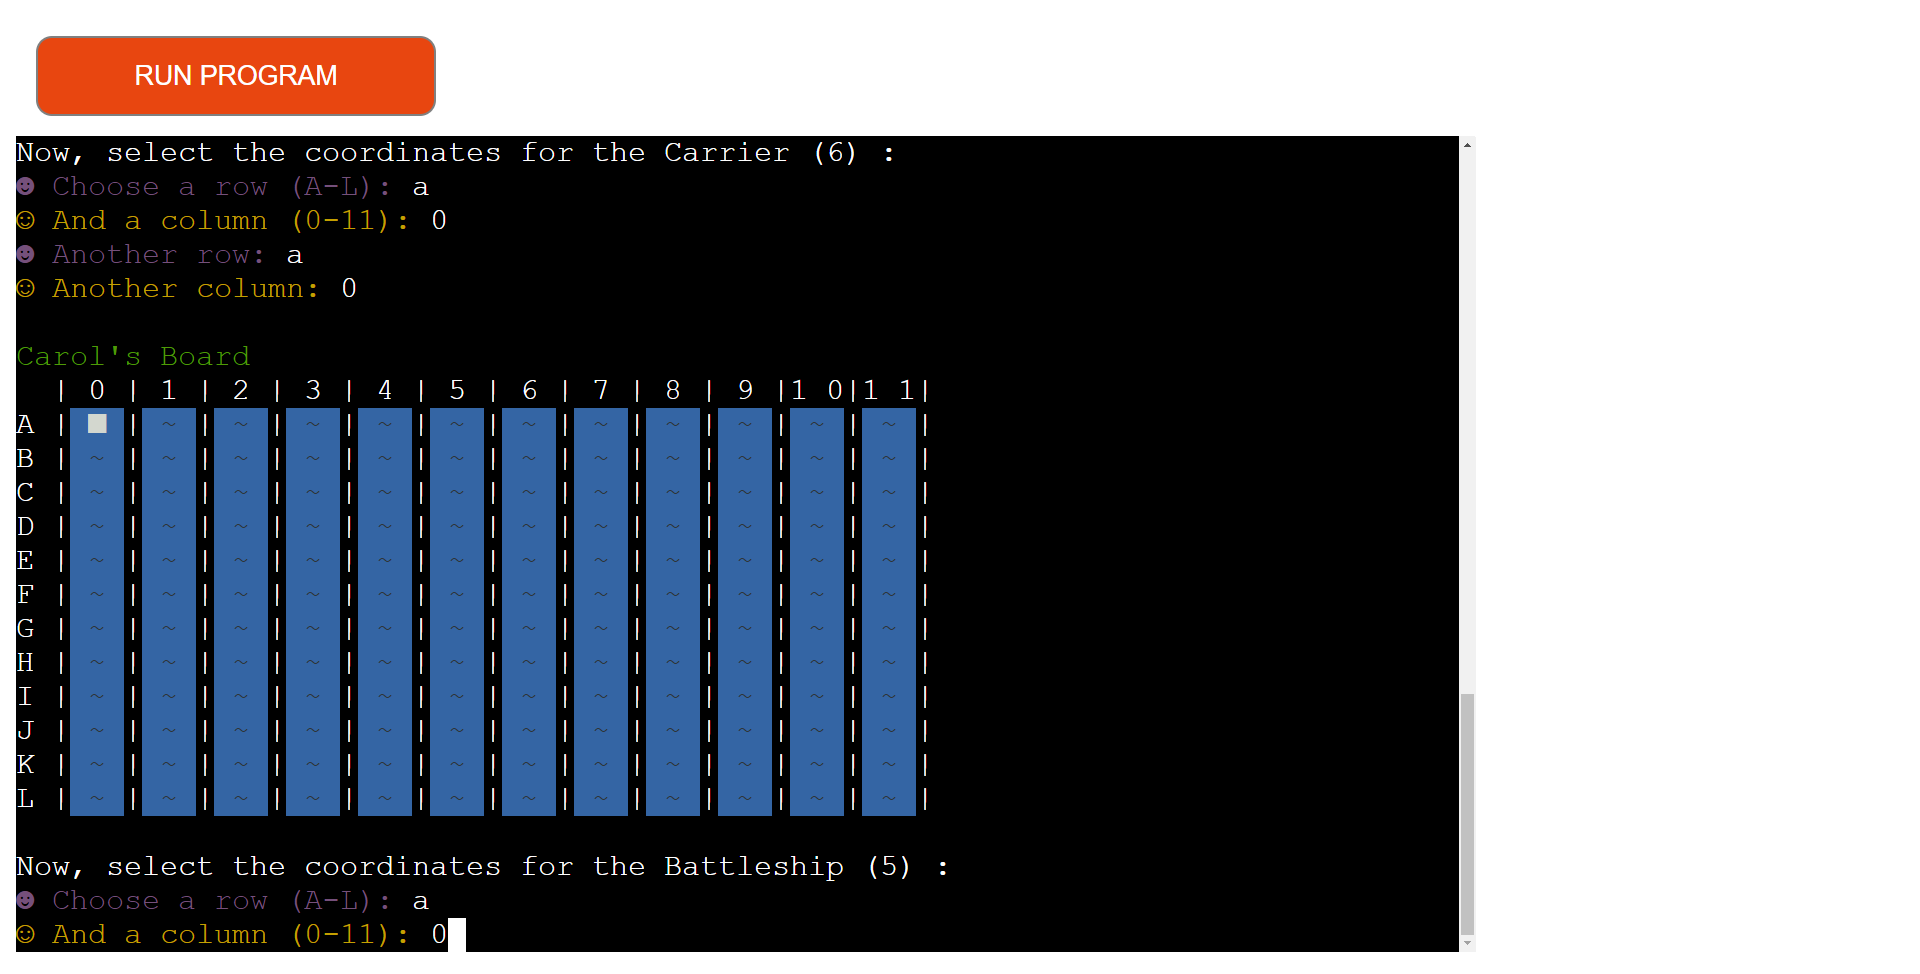 RUN PROGRAM
Now, select the coordinates for the Carrier (6) :
☻ Choose a row (A-L): a
☺ And a column (0-11): 0
☻ Another row: a
☺ Another column: 0
Carol's Board
| 0 | 1 | 2 | 3 | 4 | 5 | 6 | 7 | 8 | 9 |1 0|1 1|
A | ■ | ~ | ~ | ~ | ~ | ~ | ~ | ~ | ~ | ~ | ~ | ~ |
B | ~ | ~ | ~ | ~ | ~ | ~ | ~ | ~ | ~ | ~ | ~ | ~ |
C | ~ | ~ | ~ | ~ | ~ | ~ | ~ | ~ | ~ | ~ | ~ | ~ |
D | ~ | ~ | ~ | ~ | ~ | ~ | ~ | ~ | ~ | ~ | ~ | ~ |
E | ~ | ~ | ~ | ~ | ~ | ~ | ~ | ~ | ~ | ~ | ~ | ~ |
F | ~ | ~ | ~ | ~ | ~ | ~ | ~ | ~ | ~ | ~ | ~ | ~ |
G | ~ | ~ | ~ | ~ | ~ | ~ | ~ | ~ | ~ | ~ | ~ | ~ |
H | ~ | ~ | ~ | ~ | ~ | ~ | ~ | ~ | ~ | ~ | ~ | ~ |
I | ~ | ~ | ~ | ~ | ~ | ~ | ~ | ~ | ~ | ~ | ~ | ~ |
J | ~ | ~ | ~ | ~ | ~ | ~ | ~ | ~ | ~ | ~ | ~ | ~ |
K | ~ | ~ | ~ | ~ | ~ | ~ | ~ | ~ | ~ | ~ | ~ | ~ |
L | ~ | ~ | ~ | ~ | ~ | ~ | ~ | ~ | ~ | ~ | ~ | ~ |
Now, select the coordinates for the Battleship (5) :
☻ Choose a row (A-L): a
☺ And a column (0-11): 0